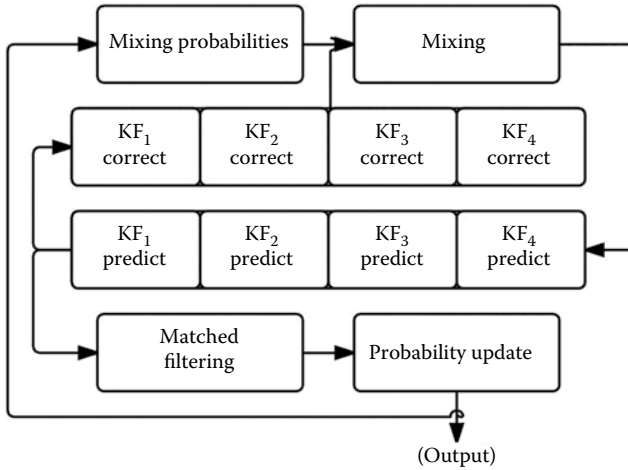 Mixing probabilities
Mixing
KF₁ correct
KF₂ correct
KF₃ correct
KF₄ correct
KF₁ predict
KF₂ predict
KF₃ predict
KF₄ predict
Matched
filtering
Probability update
(Output)